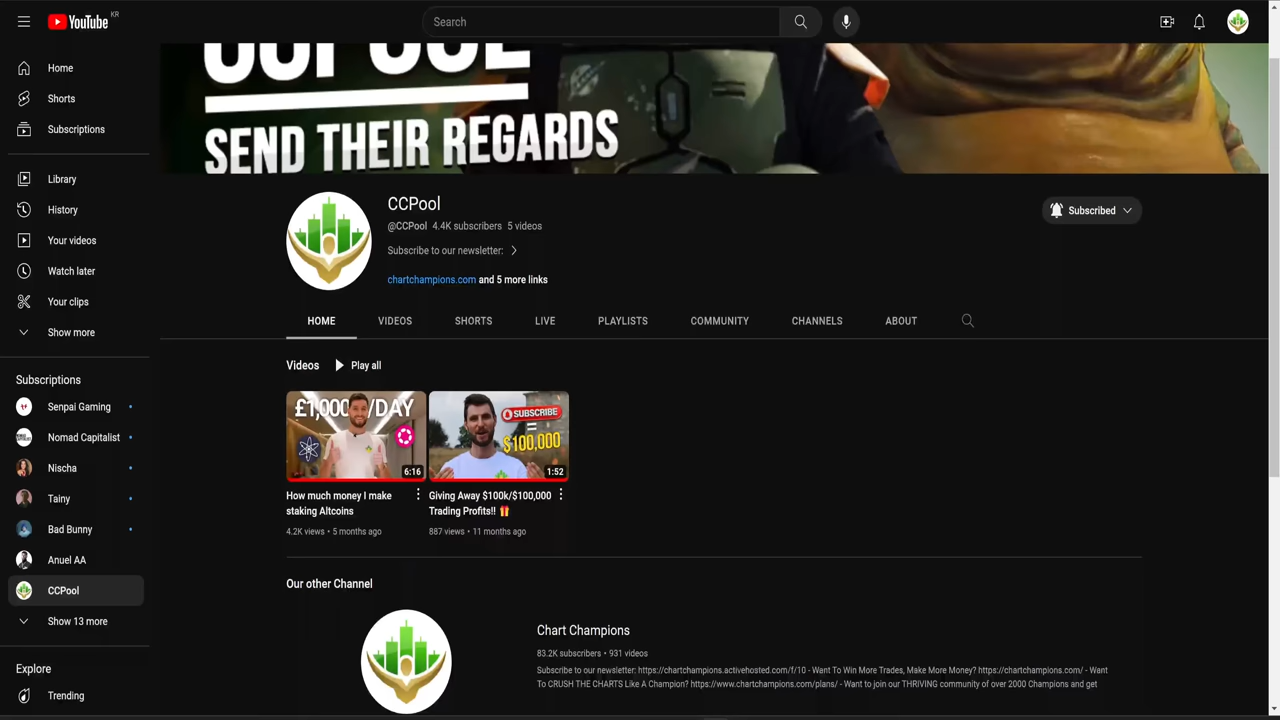 YouTube KR
Search
Home
Shorts
Subscriptions
Library
History
Your videos
Watch later
Your clips
Show more
Subscriptions
Senpai Gaming
Nomad Capitalist
Nischa
Tainy
Bad Bunny
Anuel AA
CCPool
Show 13 more
Explore
Trending
CCPOOL
SEND THEIR REGARDS
CCPool
@CCPool 4.4K subscribers 5 videos
Subscribe to our newsletter:
chartchampions.com and 5 more links
Subscribed
HOME VIDEOS SHORTS LIVE PLAYLISTS COMMUNITY CHANNELS ABOUT
Videos Play all
£1,000 /DAY
6:16
How much money I make
staking Altcoins
4.2K views • 5 months ago
SUBSCRIBE
=
$100,000
1:52
Giving Away $100k/$100,000
Trading Profits!! 🎁
887 views • 11 months ago
Our other Channel
Chart Champions
83.2K subscribers • 931 videos
Subscribe to our newsletter: https://chartchampions.activehosted.com/f/10 - Want To Win More Trades, Make More Money? https://chartchampions.com/ - Want
To CRUSH THE CHARTS Like A Champion? https://www.chartchampions.com/plans/ - Want to join our THRIVING community of over 2000 Champions and get